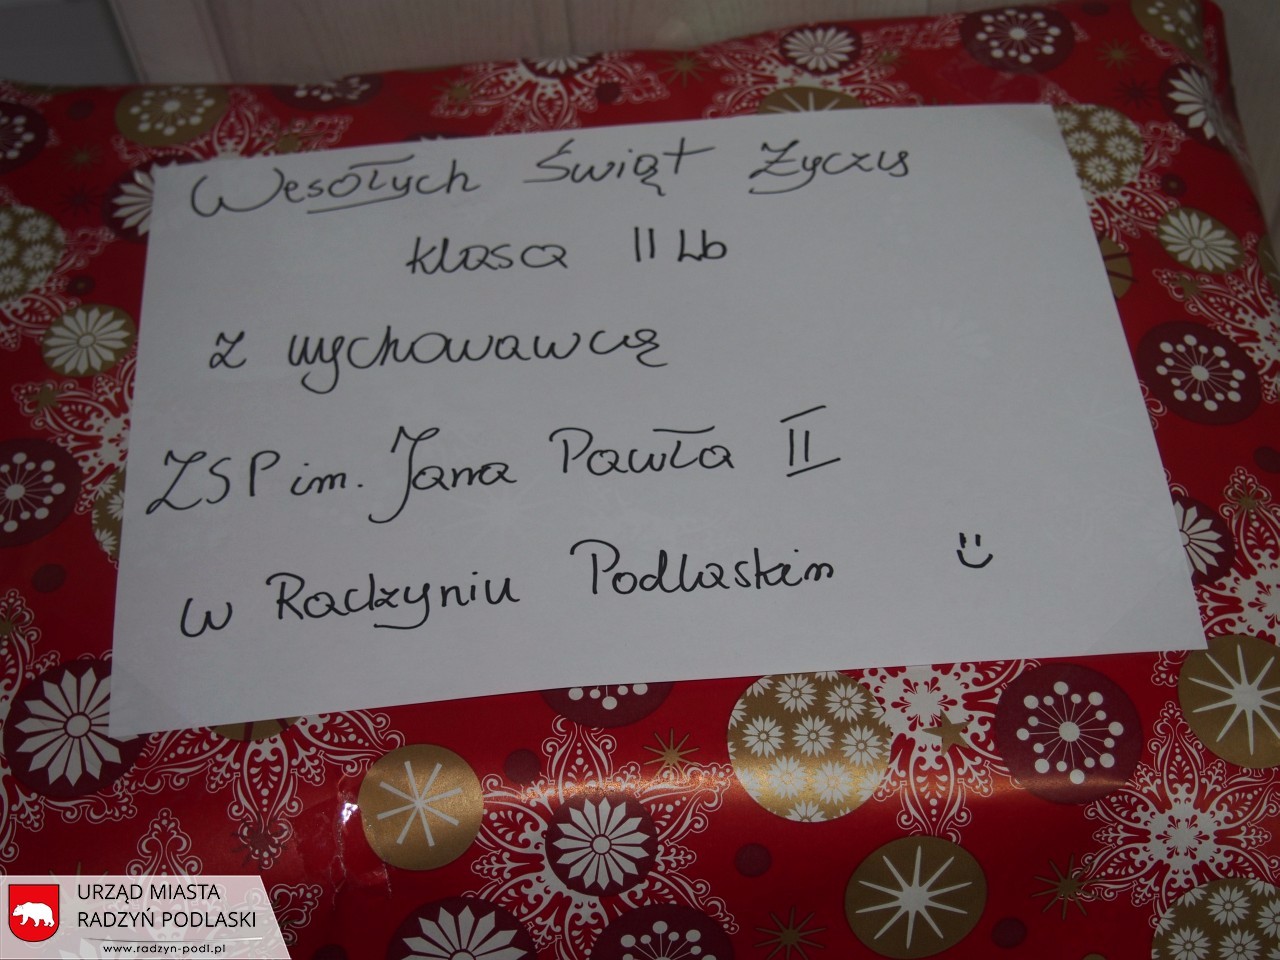 Wesołych Świąt Życzy
klasa II Lb
z wychowawcą
ZSP im. Jana Pawła II
w Radzyniu Podlaskim
URZĄD MIASTA
RADZYŃ PODLASKI
www.radzyn-podl.pl